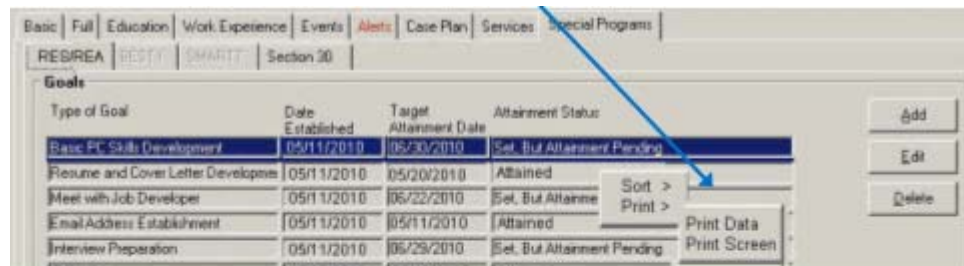 Basic Full Education Work Experience Events Alerts Case Plan Services Special Programs
RES/REA BEST SMARTT Section 30
Goals
Type of Goal Date Established Target Attainment Date Attainment Status
Add
Basic PC Skills Development 05/11/2010 06/30/2010 Set, But Attainment Pending
Edit
Resume and Cover Letter Developme 05/11/2010 05/20/2010 Attained
Sort >
Print >
Meet with Job Developer 05/11/2010 06/22/2010 Set, But Attainme
Delete
Print Data
Print Screen
Email Address Establishment 05/11/2010 05/11/2010 Attained
Interview Preparation 05/11/2010 06/29/2010 Set, But Attainment Pending